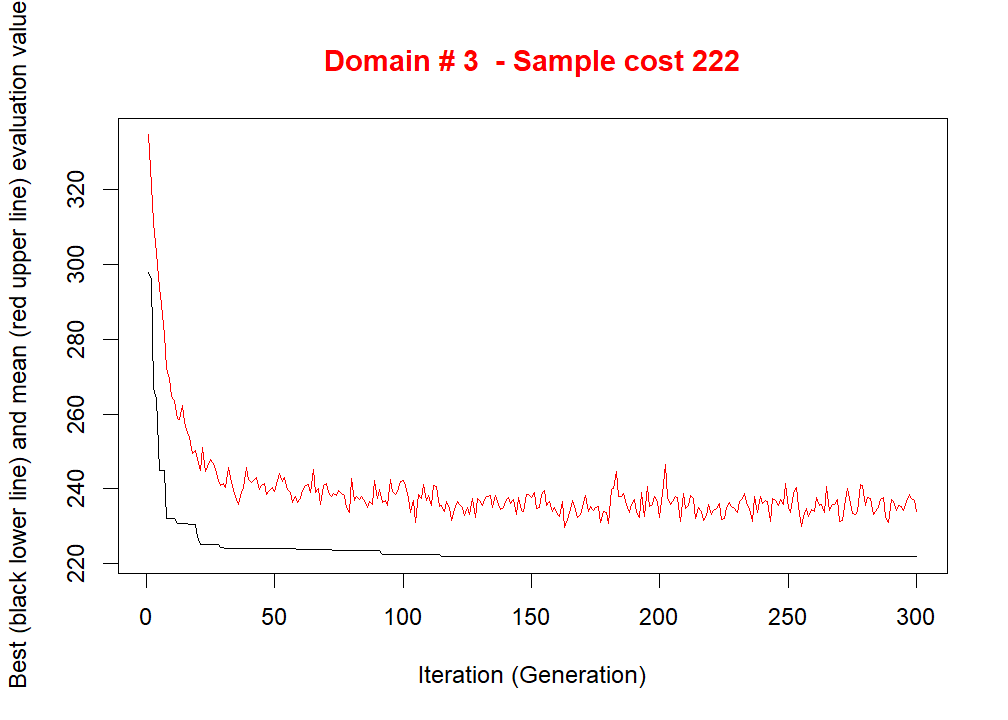 Domain # 3  - Sample cost 222
Best (black lower line) and mean (red upper line) evaluation value
320
300
280
260
240
220
0 50 100 150 200 250 300
Iteration (Generation)